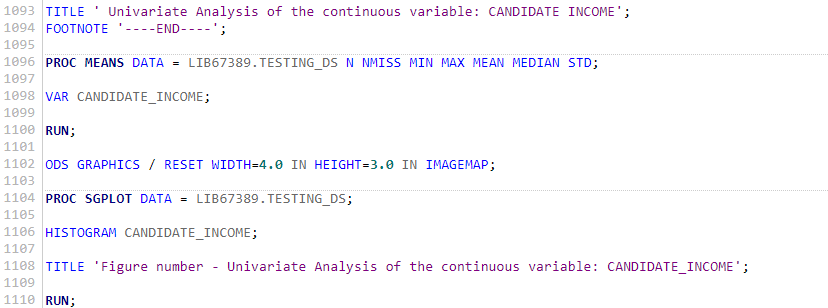 1093 TITLE ' Univariate Analysis of the continuous variable: CANDIDATE INCOME';
1094 FOOTNOTE '----END----';
1095
1096 PROC MEANS DATA = LIB67389.TESTING_DS N NMISS MIN MAX MEAN MEDIAN STD;
1097
1098 VAR CANDIDATE_INCOME;
1099
1100 RUN;
1101
1102 ODS GRAPHICS / RESET WIDTH=4.0 IN HEIGHT=3.0 IN IMAGEMAP;
1103
1104 PROC SGPLOT DATA = LIB67389.TESTING_DS;
1105
1106 HISTOGRAM CANDIDATE_INCOME;
1107
1108 TITLE 'Figure number - Univariate Analysis of the continuous variable: CANDIDATE_INCOME';
1109
1110 RUN;